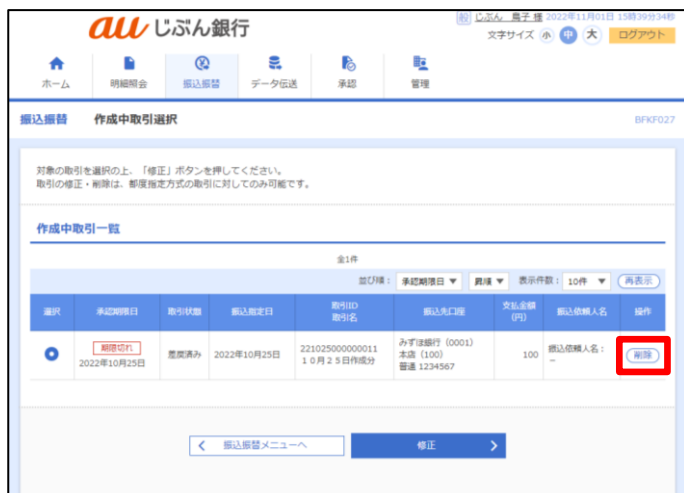 au じぶん銀行
般 じぶん 鳥子 様 2022年11月01日 15時39分34秒
文字サイズ 小 中 大 ログアウト
ホーム 明細照会 振込振替 データ伝送 承認 管理
振込振替 作成中取引選択 BFKF027
対象の取引を選択の上、「修正」ボタンを押してください。
取引の修正・削除は、都度指定方式の取引に対してのみ可能です。
作成中取引一覧
全1件
並び順： 承認期限日 ▼ 昇順 ▼ 表示件数： 10件 ▼ 再表示
選択 承認期限日 取引状態 振込指定日 取引ID 振込先口座 支払金額 振込依頼人名 操作
取引名 (円)
期限切れ 221025000000011 みずほ銀行 (0001) 振込依頼人名：
差戻済み 2022年10月25日 本店 (100) 100 削除
2022年10月25日 10月25日作成分 普通 1234567 －
振込振替メニューへ 修正